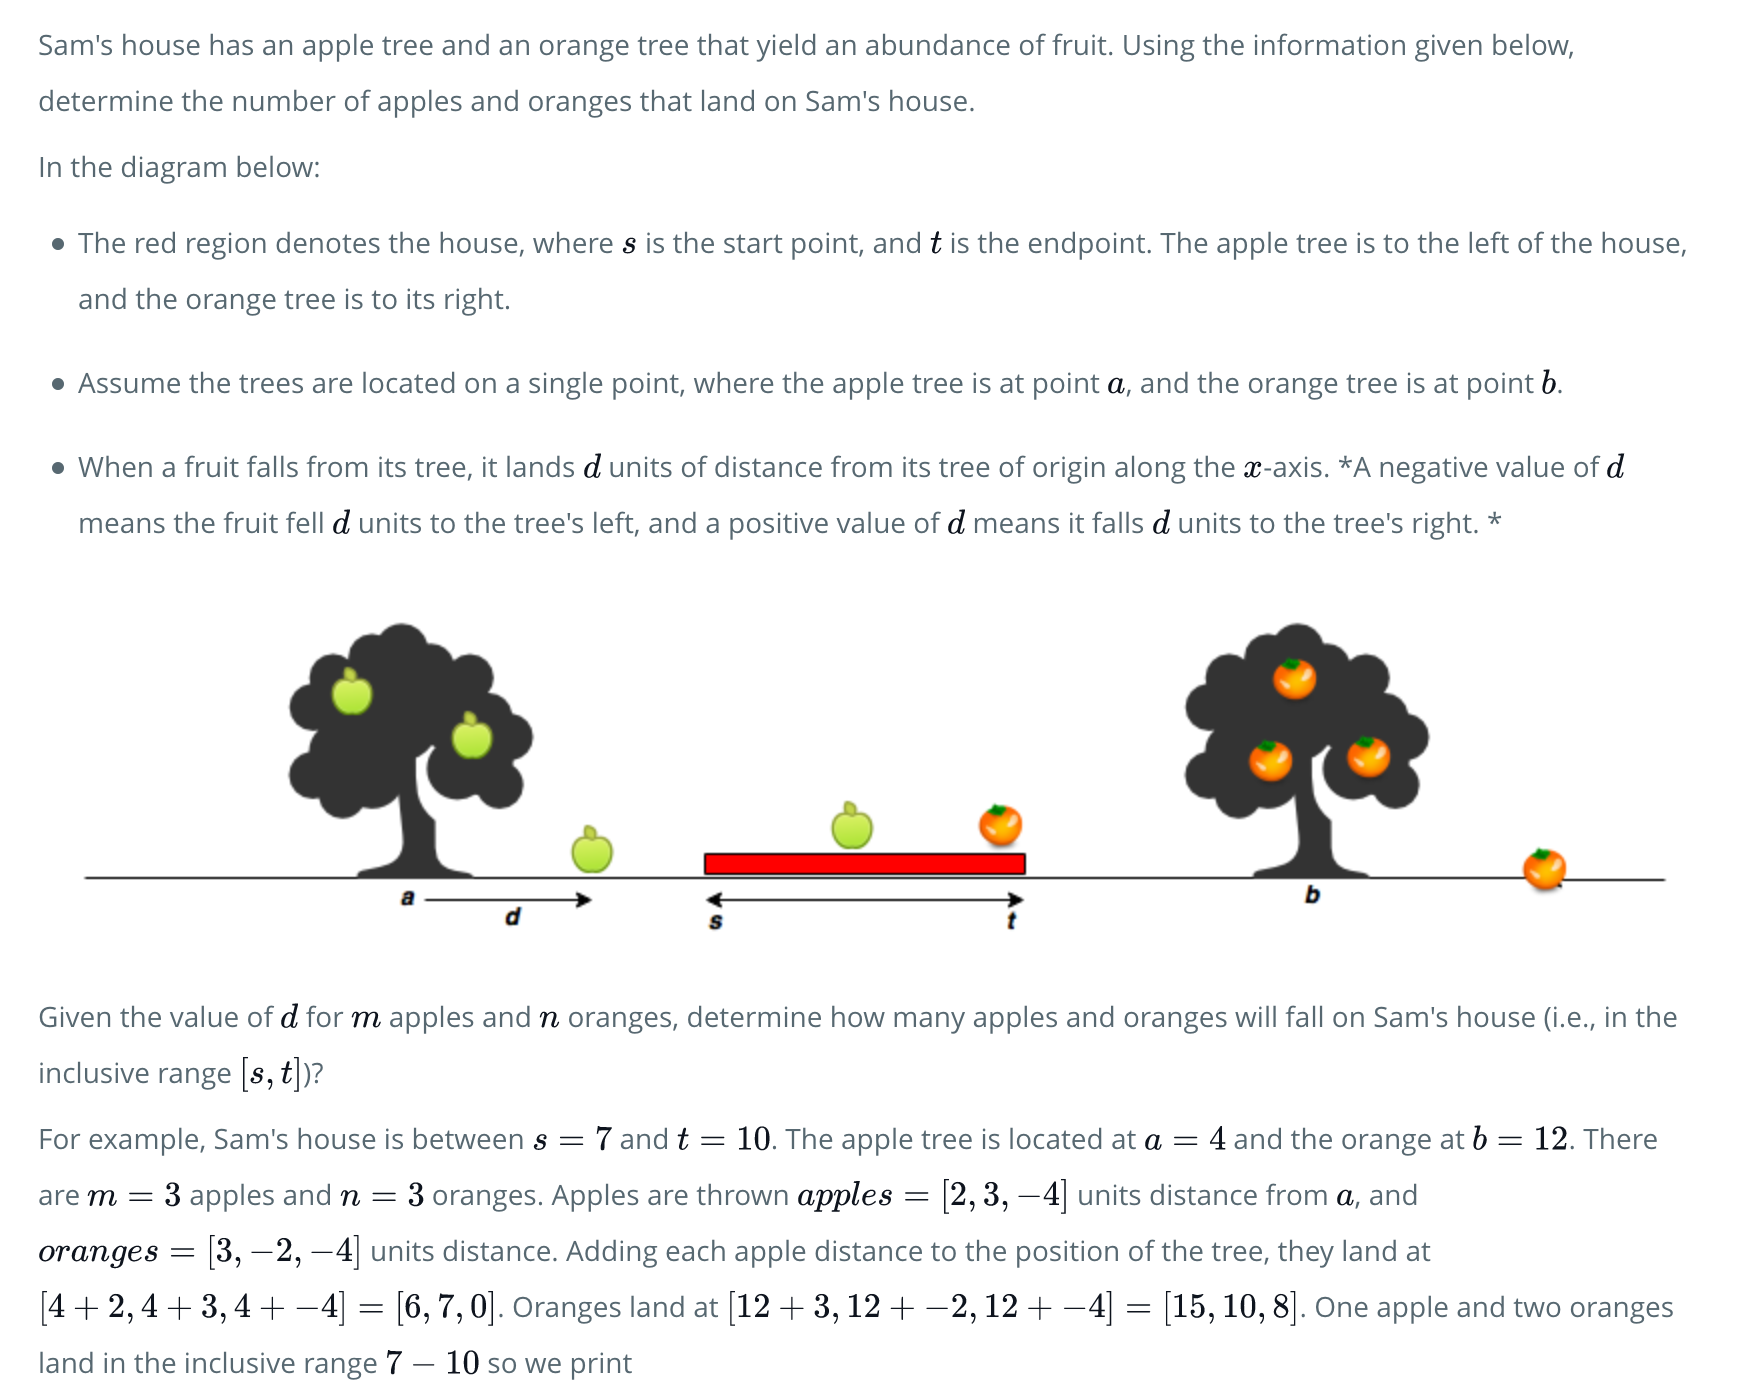 Sam's house has an apple tree and an orange tree that yield an abundance of fruit. Using the information given below,
determine the number of apples and oranges that land on Sam's house.
In the diagram below:
• The red region denotes the house, where s is the start point, and t is the endpoint. The apple tree is to the left of the house,
and the orange tree is to its right.
• Assume the trees are located on a single point, where the apple tree is at point a, and the orange tree is at point b.
• When a fruit falls from its tree, it lands d units of distance from its tree of origin along the x-axis. *A negative value of d
means the fruit fell d units to the tree's left, and a positive value of d means it falls d units to the tree's right. *
a d s t b
Given the value of d for m apples and n oranges, determine how many apples and oranges will fall on Sam's house (i.e., in the
inclusive range [s, t])?
For example, Sam's house is between s = 7 and t = 10. The apple tree is located at a = 4 and the orange at b = 12. There
are m = 3 apples and n = 3 oranges. Apples are thrown apples = [2, 3, −4] units distance from a, and
oranges = [3, −2, −4] units distance. Adding each apple distance to the position of the tree, they land at
[4 + 2, 4 + 3, 4 + −4] = [6, 7, 0]. Oranges land at [12 + 3, 12 + −2, 12 + −4] = [15, 10, 8]. One apple and two oranges
land in the inclusive range 7 − 10 so we print